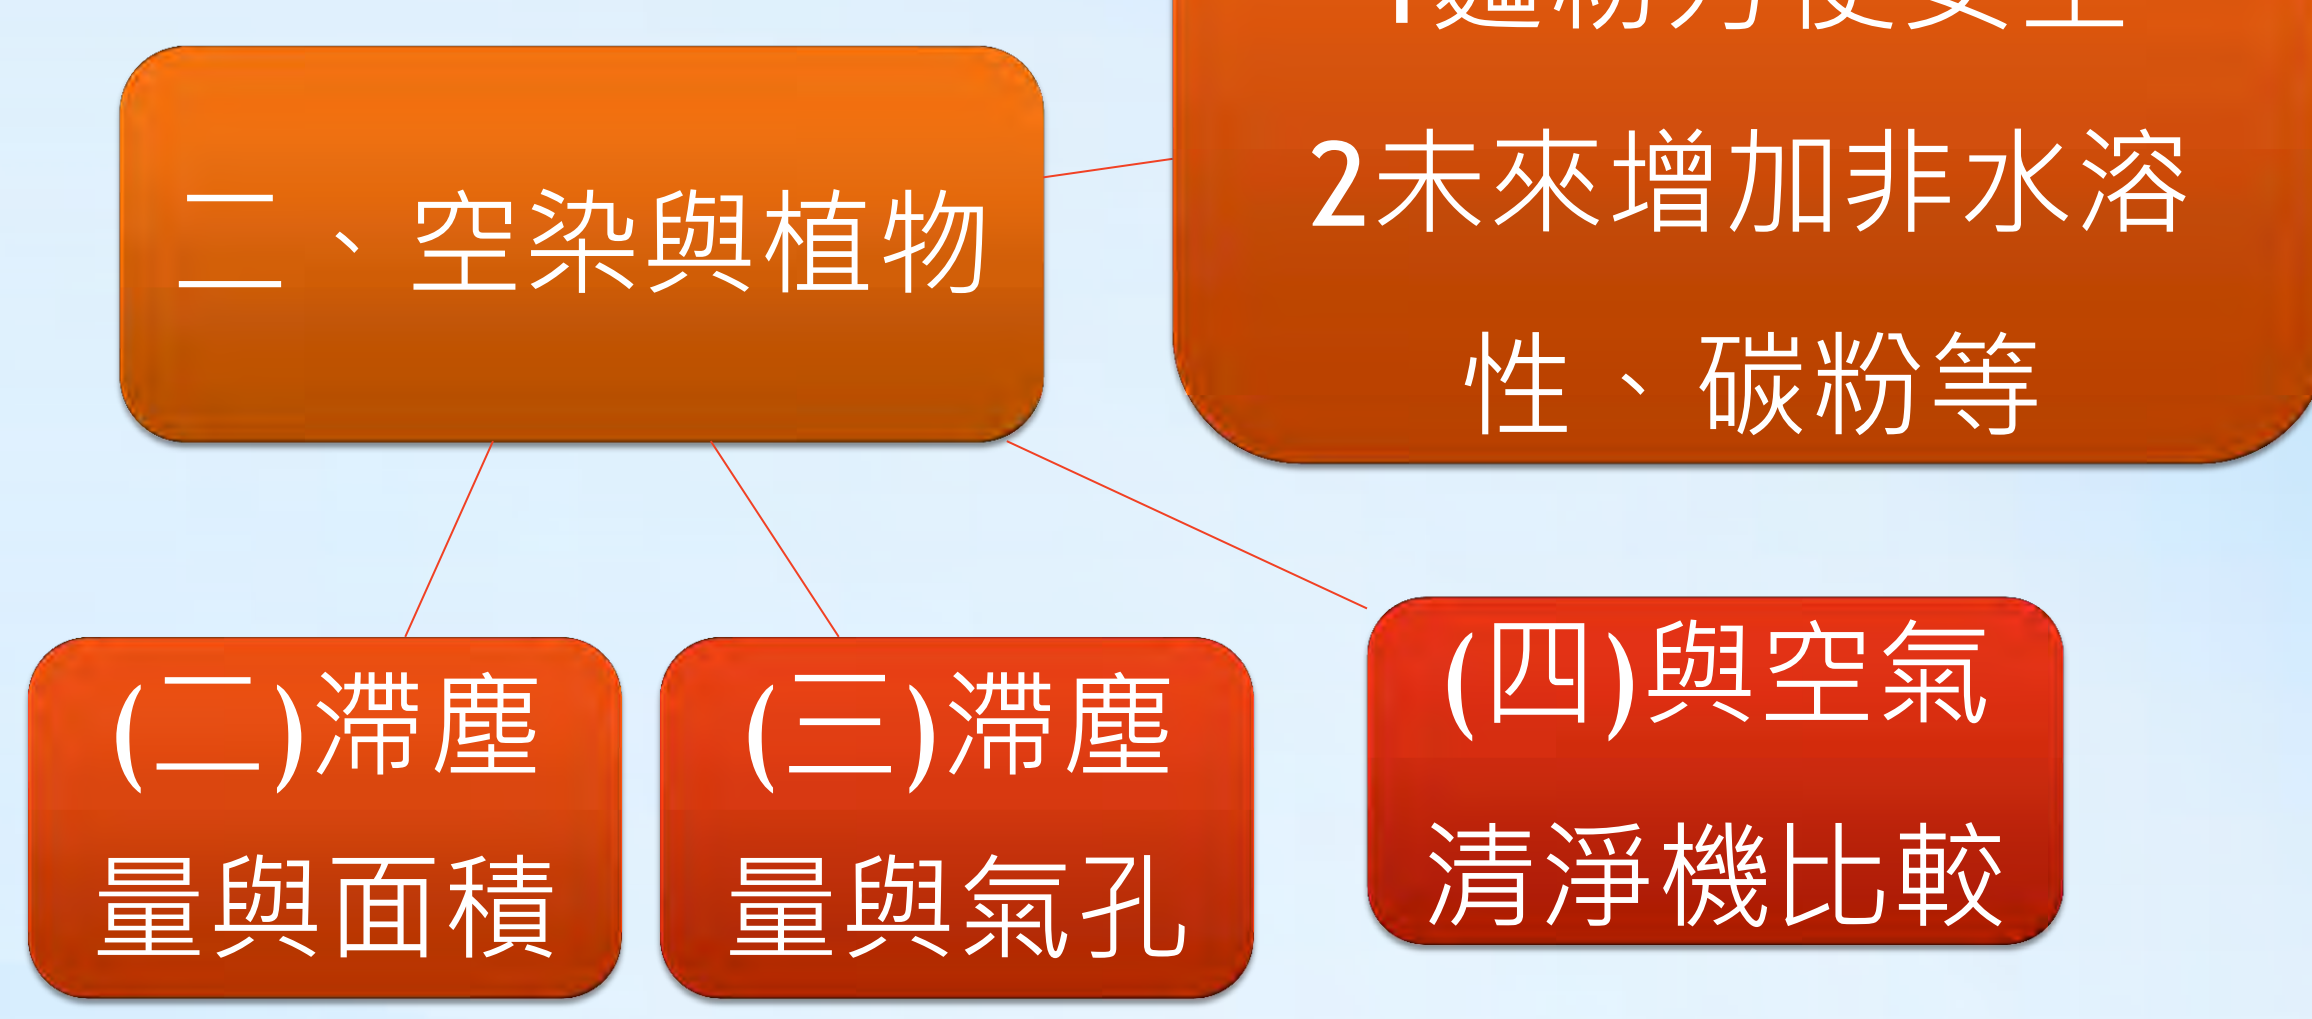 二、空染與植物
2未來增加非水溶
性、碳粉等
(二)滯塵
量與面積
(三)滯塵
量與氣孔
(四)與空氣
清淨機比較